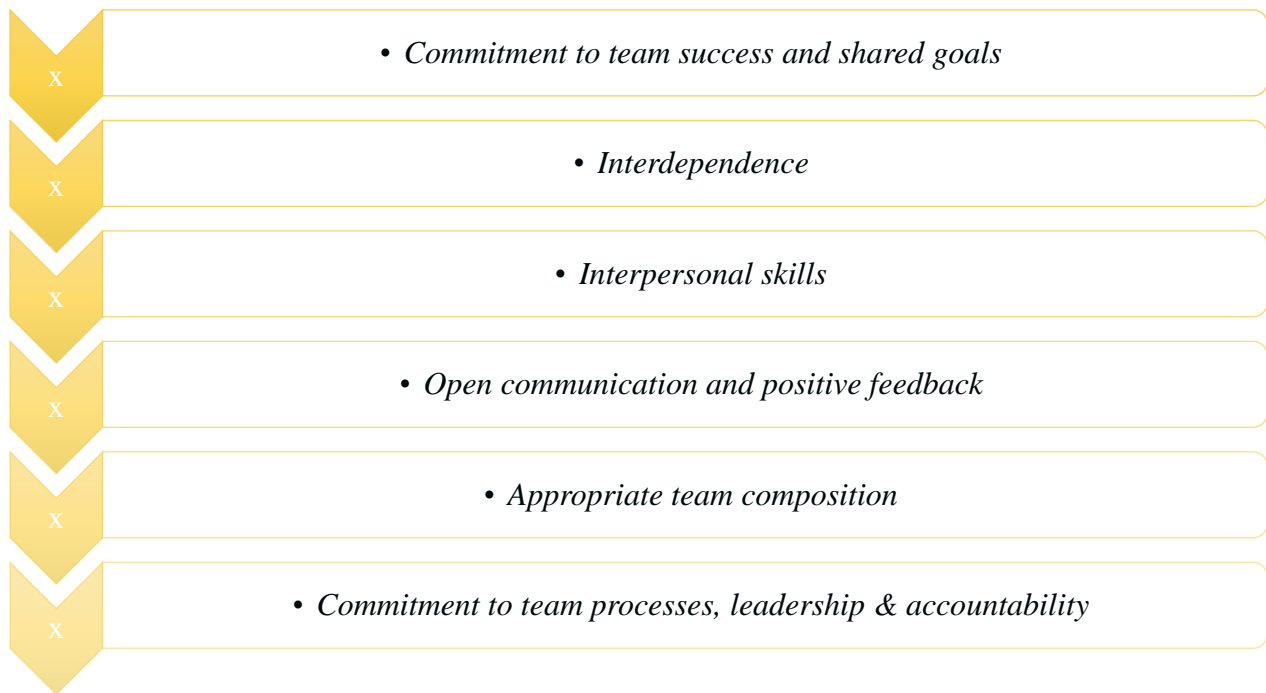 X
• Commitment to team success and shared goals
X
• Interdependence
X
• Interpersonal skills
X
• Open communication and positive feedback
X
• Appropriate team composition
X
• Commitment to team processes, leadership & accountability